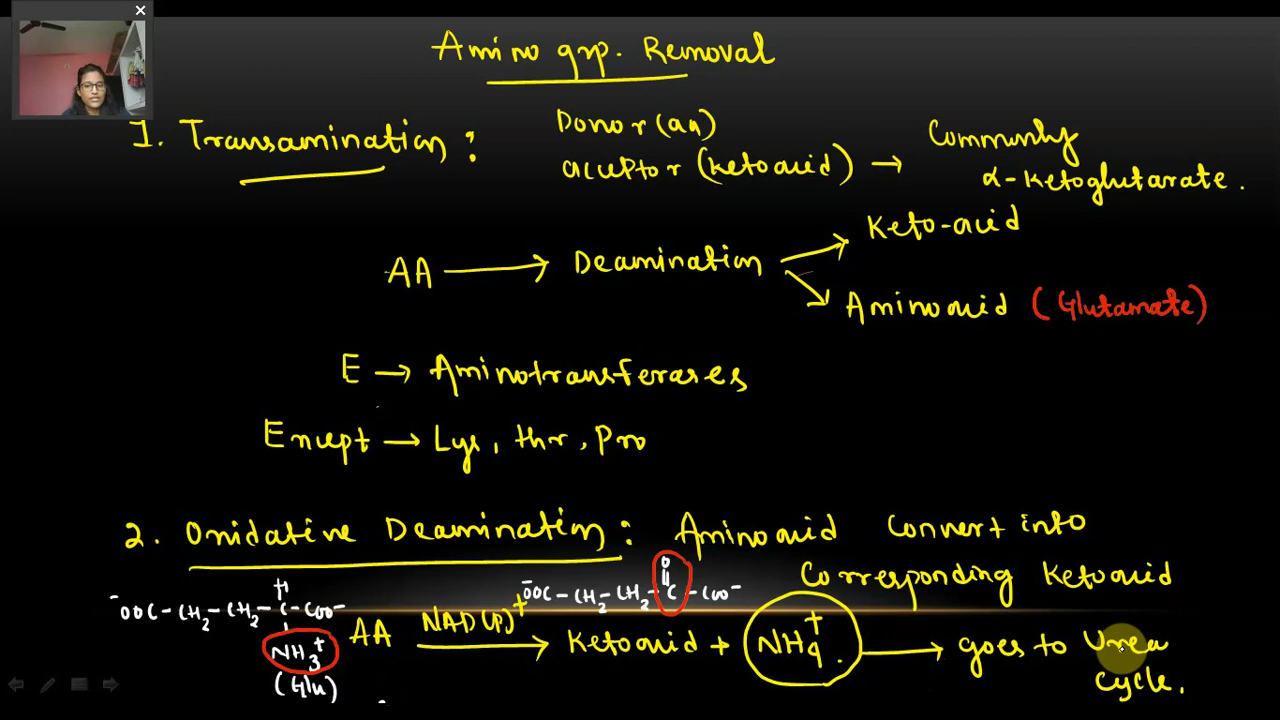 Amino grp. Removal
1. Transamination :
Donor (aa)
acceptor (Ketoacid) → Commonly
α-Ketoglutarate.
AA → Deamination → Keto-acid
→ Aminoacid (Glutamate)
E → Aminotransferases
Except → Lys, thr, Pro
2. Oxidative Deamination : Aminoacid Convert into
Corresponding Ketoacid
⁻OOC-CH₂-CH₂-C-COO⁻
H
NH₃⁺
(Glu)
⁻OOC-CH₂-CH₂-C-COO⁻
O
AA NAD(P)⁺ → Ketoacid + NH₄⁺. → goes to Urea
cycle.